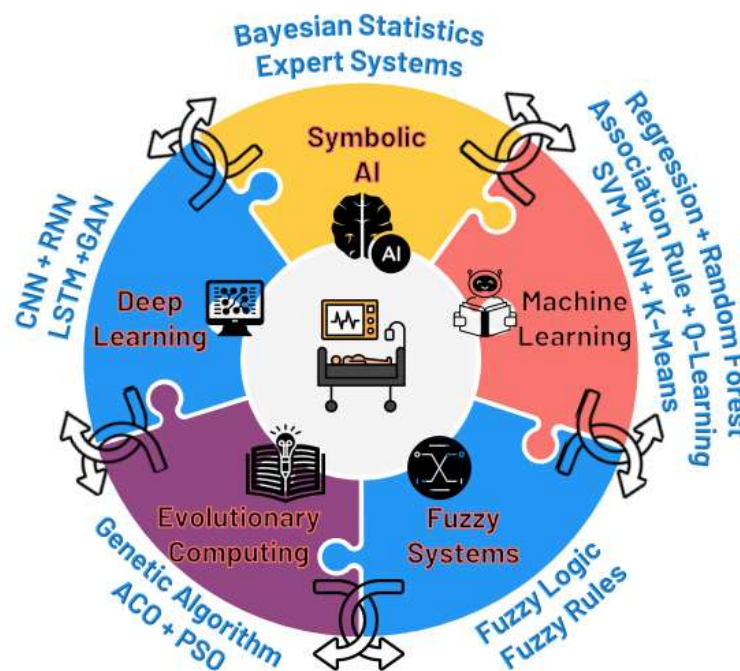 Bayesian Statistics
Expert Systems
Symbolic
AI
AI
Regression + Random Forest
Association Rule + Q-Learning
SVM + NN + K-Means
Machine
Learning
CNN + RNN
LSTM +GAN
Deep
Learning
Evolutionary
Computing
Fuzzy
Systems
Genetic Algorithm
ACO + PSO
Fuzzy Logic
Fuzzy Rules